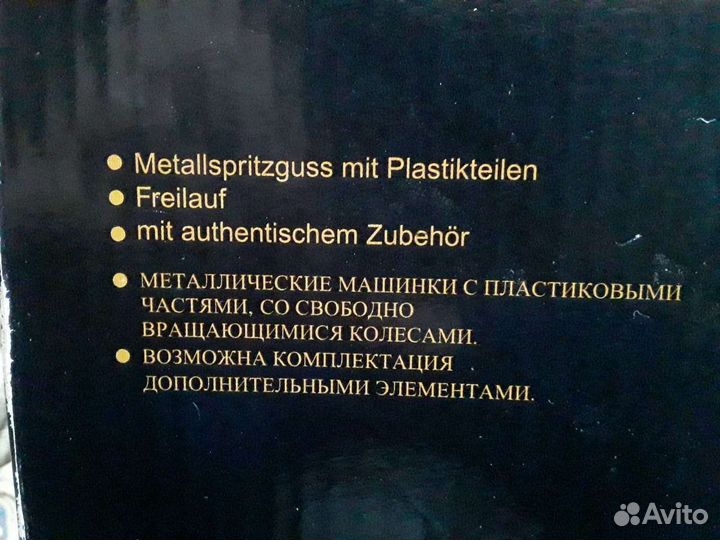 ● Metallspritzguss mit Plastikteilen
● Freilauf
● mit authentischem Zubehör
● МЕТАЛЛИЧЕСКИЕ МАШИНКИ С ПЛАСТИКОВЫМИ
ЧАСТЯМИ, СО СВОБОДНО
ВРАЩАЮЩИМИСЯ КОЛЕСАМИ.
● ВОЗМОЖНА КОМПЛЕКТАЦИЯ
ДОПОЛНИТЕЛЬНЫМИ ЭЛЕМЕНТАМИ.
Avito